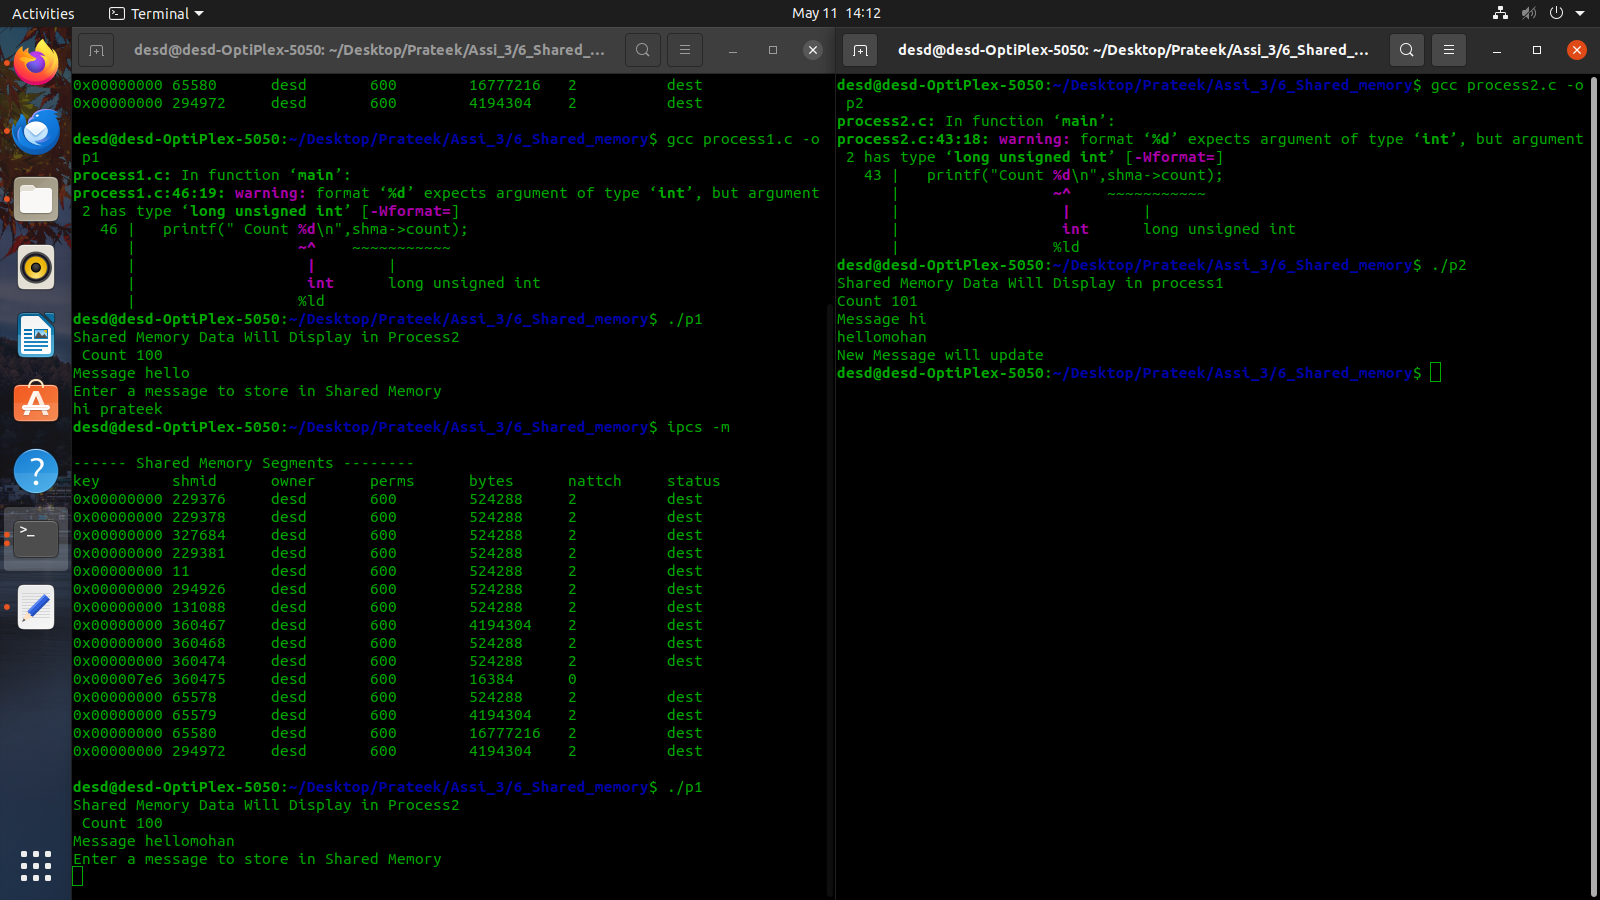 Activities Terminal May 11 14:12
desd@desd-OptiPlex-5050: ~/Desktop/Prateek/Assi_3/6_Shared_...
0x00000000 65580 desd 600 16777216 2 dest
0x00000000 294972 desd 600 4194304 2 dest
desd@desd-OptiPlex-5050:~/Desktop/Prateek/Assi_3/6_Shared_memory$ gcc process1.c -o
p1
process1.c: In function ‘main’:
process1.c:46:19: warning: format ‘%d’ expects argument of type ‘int’, but argument
2 has type ‘long unsigned int’ [-Wformat=]
46 | printf(" Count %d\n",shma->count);
| ~^ ~~~~~~~~~~~
| | |
| int long unsigned int
| %ld
desd@desd-OptiPlex-5050:~/Desktop/Prateek/Assi_3/6_Shared_memory$ ./p1
Shared Memory Data Will Display in Process2
Count 100
Message hello
Enter a message to store in Shared Memory
hi prateek
desd@desd-OptiPlex-5050:~/Desktop/Prateek/Assi_3/6_Shared_memory$ ipcs -m
------ Shared Memory Segments --------
key shmid owner perms bytes nattch status
0x00000000 229376 desd 600 524288 2 dest
0x00000000 229378 desd 600 524288 2 dest
0x00000000 327684 desd 600 524288 2 dest
0x00000000 229381 desd 600 524288 2 dest
0x00000000 11 desd 600 524288 2 dest
0x00000000 294926 desd 600 524288 2 dest
0x00000000 131088 desd 600 524288 2 dest
0x00000000 360467 desd 600 4194304 2 dest
0x00000000 360468 desd 600 524288 2 dest
0x00000000 360474 desd 600 524288 2 dest
0x000007e6 360475 desd 600 16384 0
0x00000000 65578 desd 600 524288 2 dest
0x00000000 65579 desd 600 4194304 2 dest
0x00000000 65580 desd 600 16777216 2 dest
0x00000000 294972 desd 600 4194304 2 dest
desd@desd-OptiPlex-5050:~/Desktop/Prateek/Assi_3/6_Shared_memory$ ./p1
Shared Memory Data Will Display in Process2
Count 100
Message hellomohan
Enter a message to store in Shared Memory
desd@desd-OptiPlex-5050: ~/Desktop/Prateek/Assi_3/6_Shared_...
desd@desd-OptiPlex-5050:~/Desktop/Prateek/Assi_3/6_Shared_memory$ gcc process2.c -o
p2
process2.c: In function ‘main’:
process2.c:43:18: warning: format ‘%d’ expects argument of type ‘int’, but argument
2 has type ‘long unsigned int’ [-Wformat=]
43 | printf("Count %d\n",shma->count);
| ~^ ~~~~~~~~~~~
| | |
| int long unsigned int
| %ld
desd@desd-OptiPlex-5050:~/Desktop/Prateek/Assi_3/6_Shared_memory$ ./p2
Shared Memory Data Will Display in process1
Count 101
Message hi
hellomohan
New Message will update
desd@desd-OptiPlex-5050:~/Desktop/Prateek/Assi_3/6_Shared_memory$